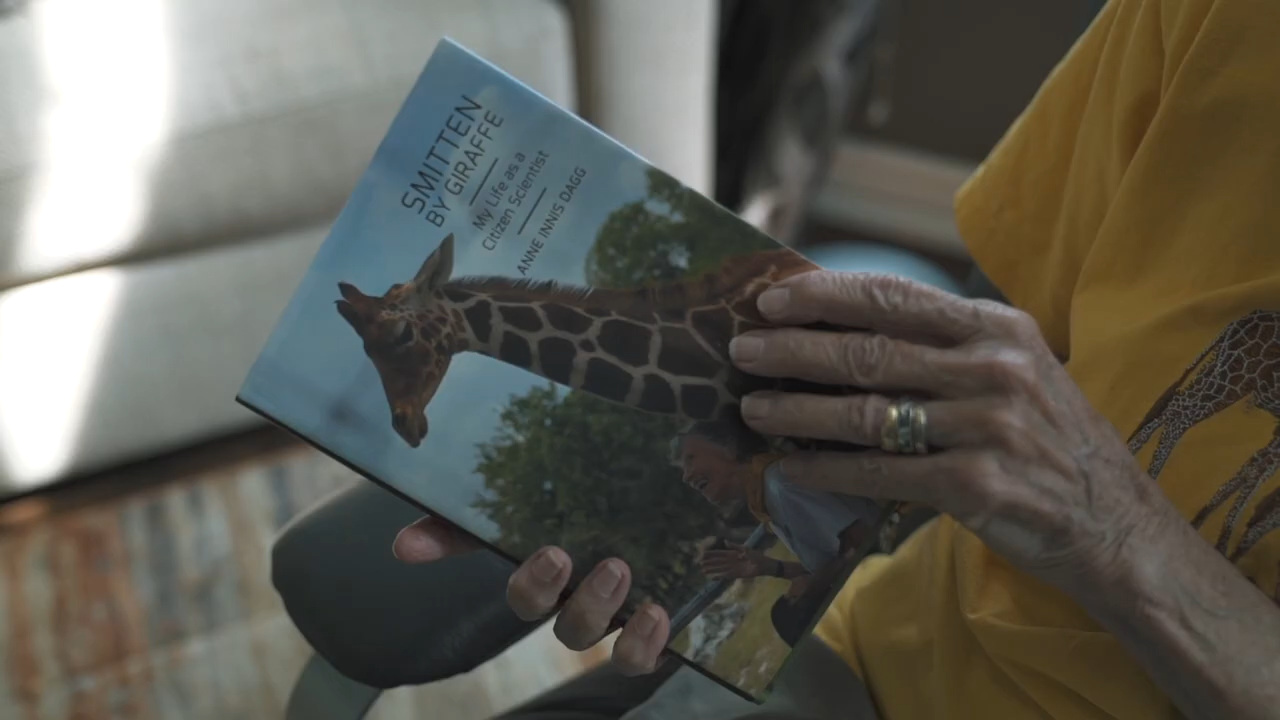 SMITTEN
BY GIRAFFE
My Life as a
Citizen Scientist
ANNE INNIS DAGG